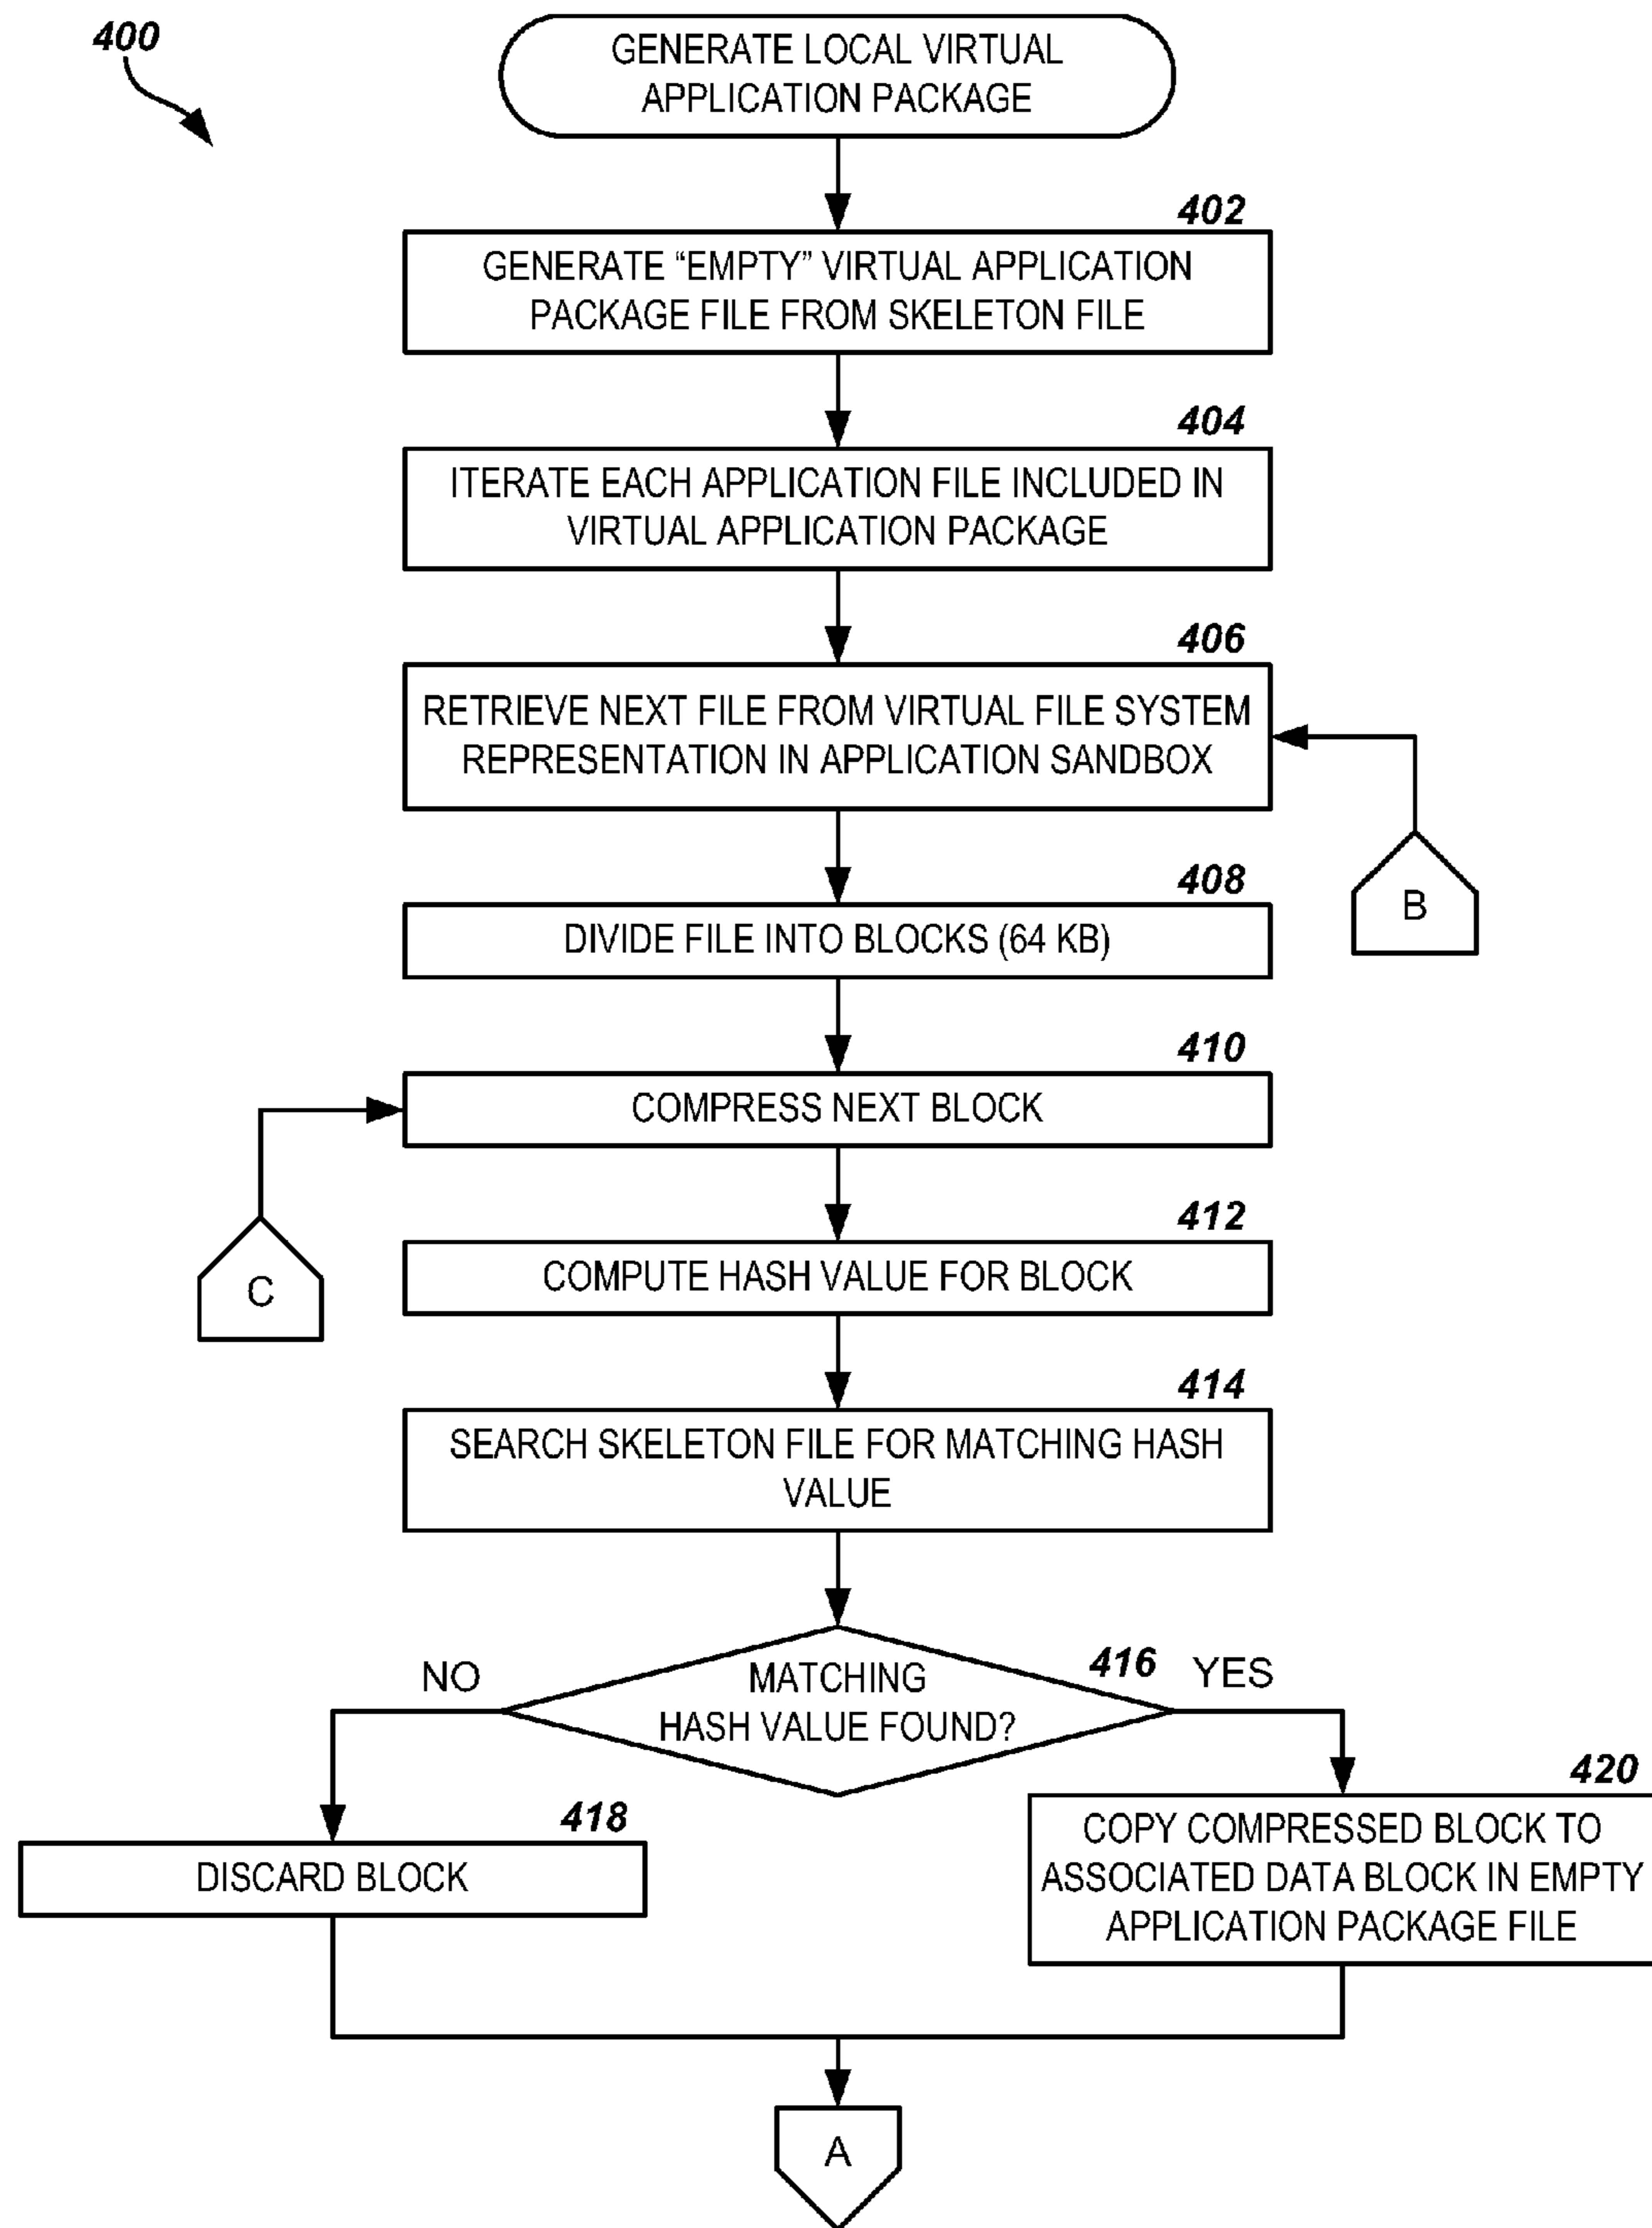 400
GENERATE LOCAL VIRTUAL
APPLICATION PACKAGE
402
GENERATE “EMPTY” VIRTUAL APPLICATION
PACKAGE FILE FROM SKELETON FILE
404
ITERATE EACH APPLICATION FILE INCLUDED IN
VIRTUAL APPLICATION PACKAGE
406
RETRIEVE NEXT FILE FROM VIRTUAL FILE SYSTEM
REPRESENTATION IN APPLICATION SANDBOX
B
408
DIVIDE FILE INTO BLOCKS (64 KB)
410
COMPRESS NEXT BLOCK
C
412
COMPUTE HASH VALUE FOR BLOCK
414
SEARCH SKELETON FILE FOR MATCHING HASH
VALUE
416
MATCHING
HASH VALUE FOUND?
NO
YES
418
DISCARD BLOCK
420
COPY COMPRESSED BLOCK TO
ASSOCIATED DATA BLOCK IN EMPTY
APPLICATION PACKAGE FILE
A